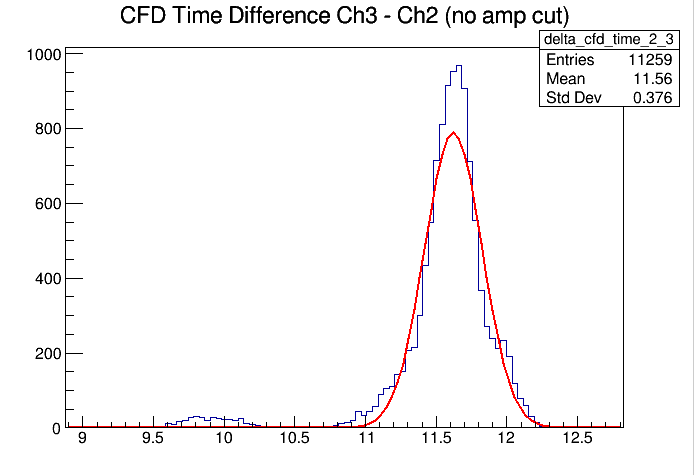 CFD Time Difference Ch3 - Ch2 (no amp cut)
delta_cfd_time_2_3
Entries 11259
Mean 11.56
Std Dev 0.376
1000
800
600
400
200
0
9 9.5 10 10.5 11 11.5 12 12.5